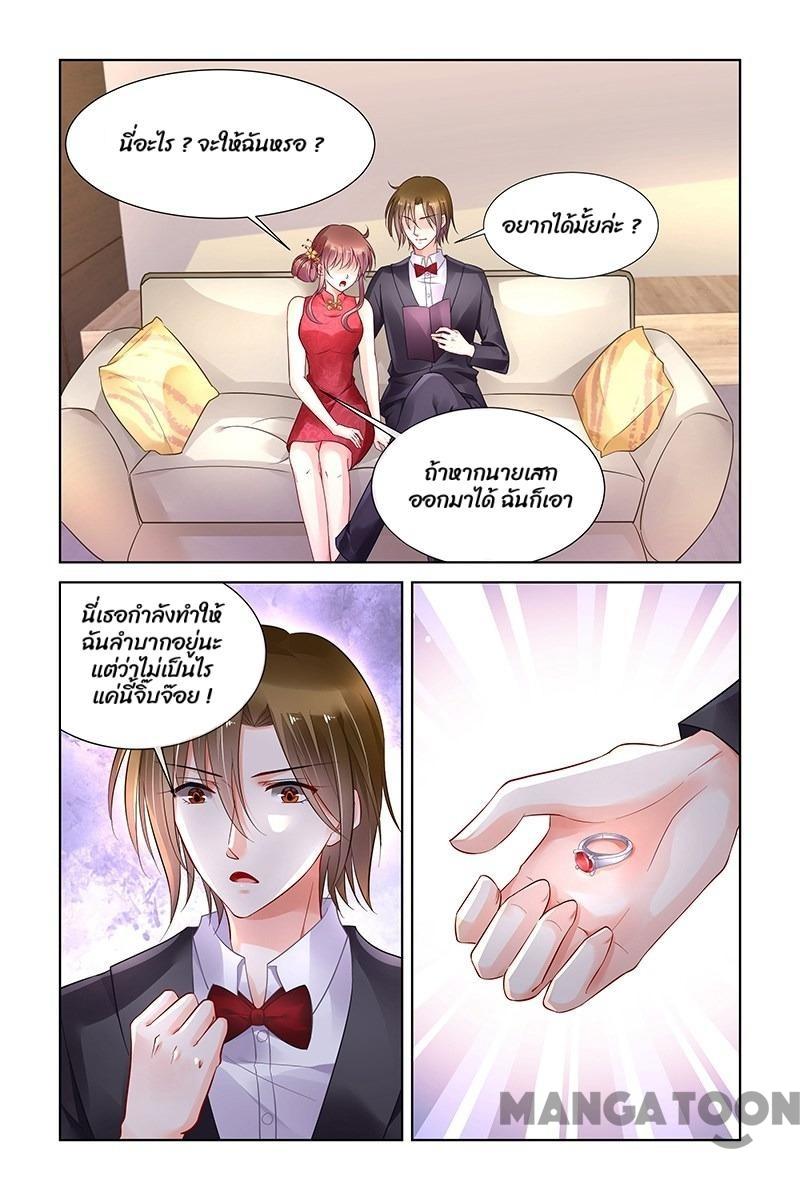 นี่อะไร ? จะให้ฉันหรอ ?
อยากได้มั้ยล่ะ ?
ถ้าหากนายเสก
ออกมาได้ ฉันก็เอา
นี่เธอกำลังทำให้
ฉันลำบากอยู่นะ
แต่ว่าไม่เป็นไร
แค่นี้จิ๊บจ๊อย !
MANGATOON